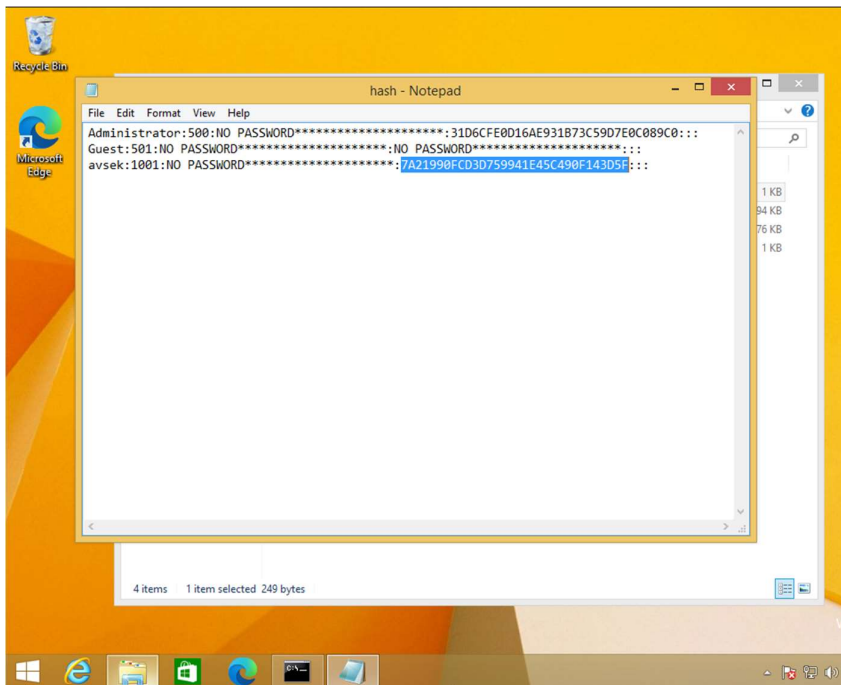 Recycle Bin
Microsoft
Edge
hash - Notepad
File Edit Format View Help
Administrator:500:NO PASSWORD*********************:31D6CFE0D16AE931B73C59D7E0C089C0:::
Guest:501:NO PASSWORD*********************:NO PASSWORD*********************:::
avsek:1001:NO PASSWORD*********************:7A21990FCD3D759941E45C490F143D5F:::
1 KB
94 KB
76 KB
1 KB
4 items 1 item selected 249 bytes